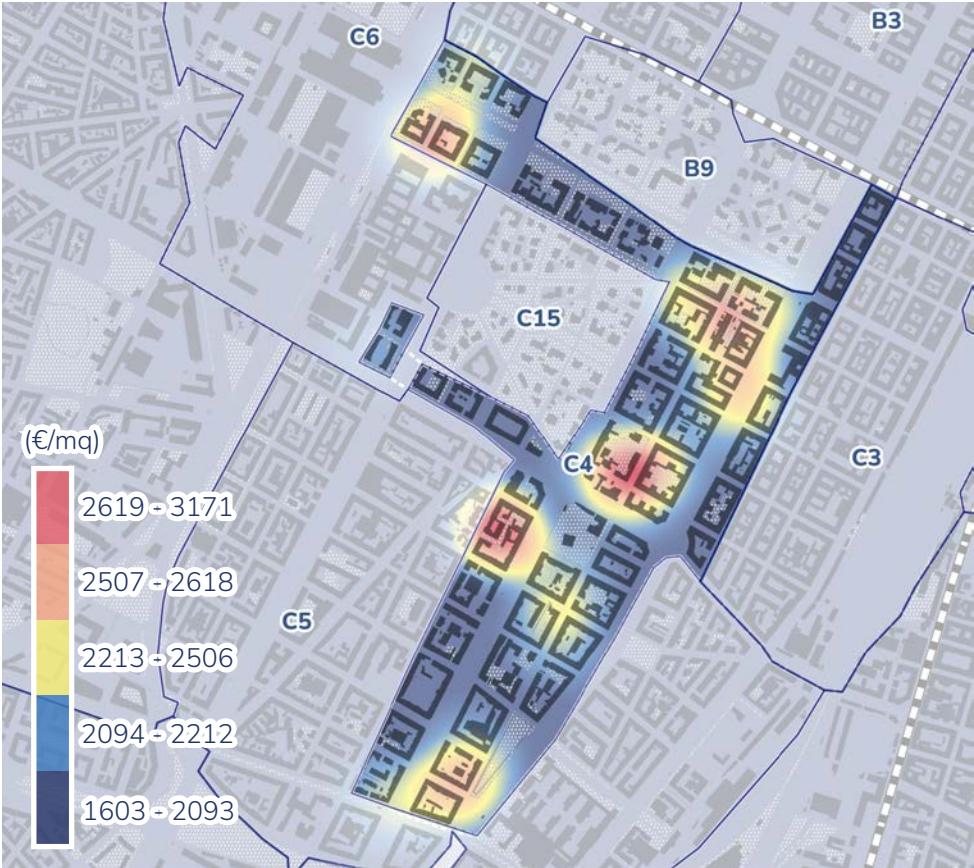 B3
C6
B9
C15
(€/mq)
C4
C3
2619 - 3171
2507 - 2618
C5
2213 - 2506
2094 - 2212
1603 - 2093